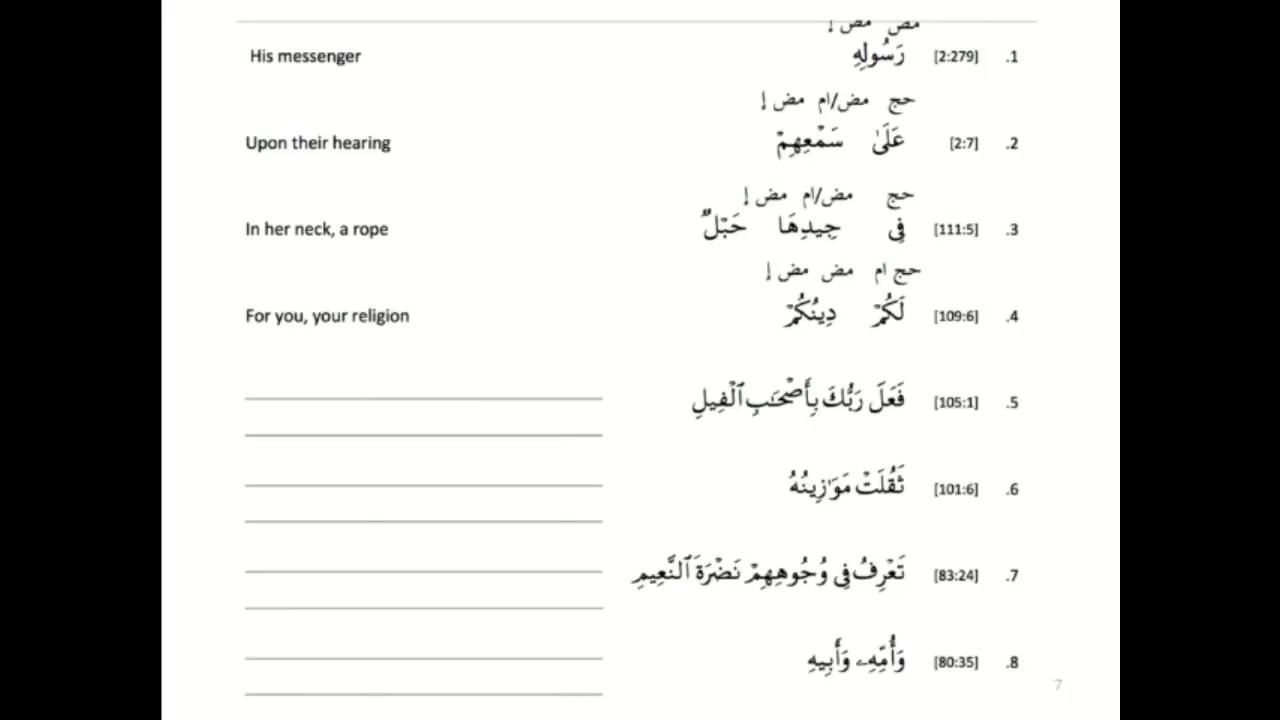 مض مض إ
.1 [2:279] رَسُولِهِ His messenger
حج مض/ام مض إ
.2 [2:7] عَلَىٰ سَمْعِهِمْ Upon their hearing
حج مض/ام مض إ
.3 [111:5] فِى جِيدِهَا حَبْلٌ In her neck, a rope
حج ام مض مض إ
.4 [109:6] لَكُمْ دِينُكُمْ For you, your religion
.5 [105:1] فَعَلَ رَبُّكَ بِأَصْحَـٰبِ ٱلْفِيلِ
.6 [101:6] ثَقُلَتْ مَوَٰزِينُهُ
.7 [83:24] تَعْرِفُ فِى وُجُوهِهِمْ نَضْرَةَ ٱلنَّعِيمِ
.8 [80:35] وَأُمِّهِۦ وَأَبِيهِ
7